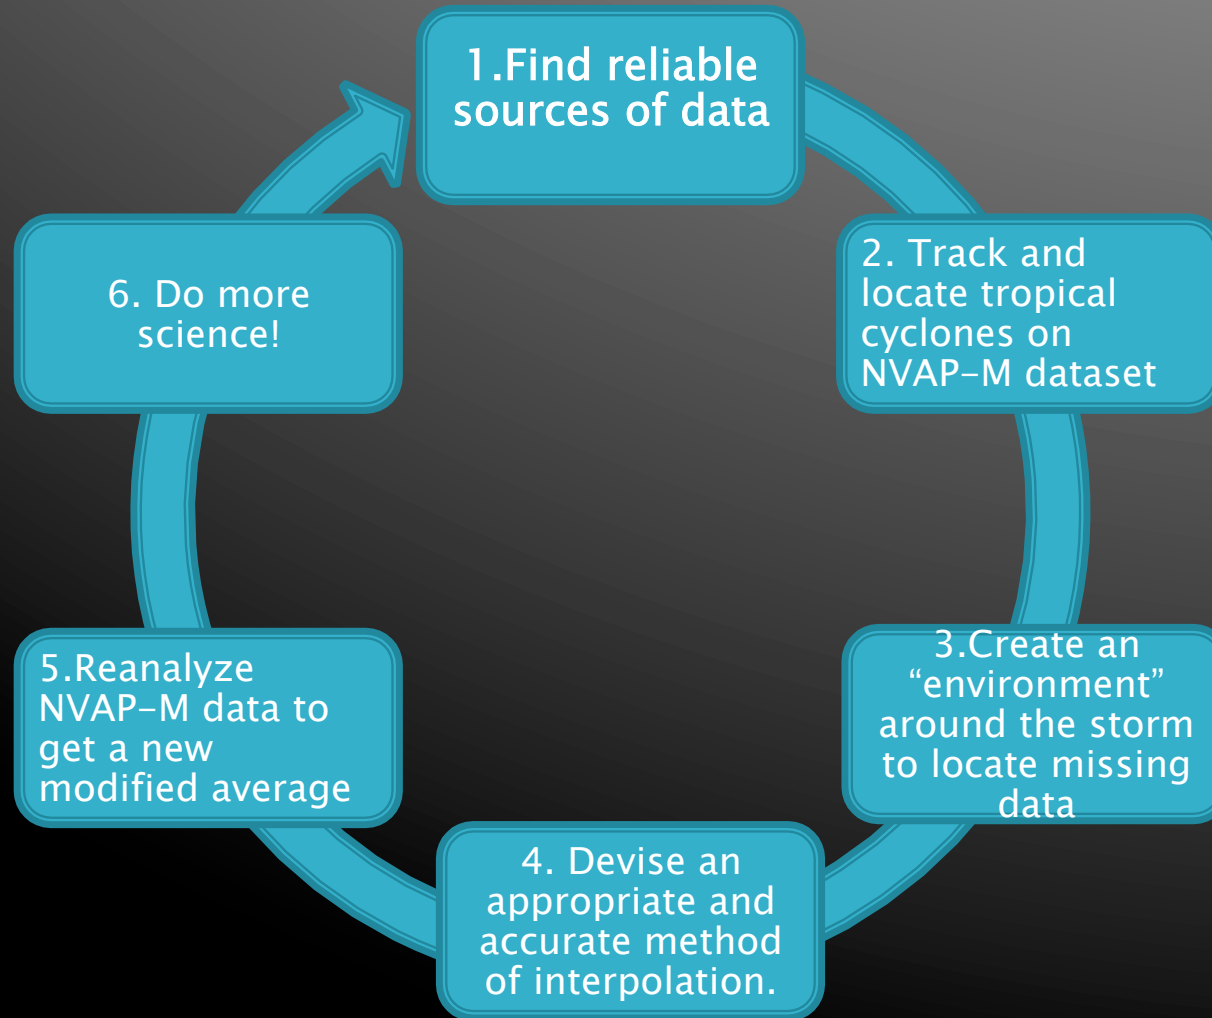 1.Find reliable
sources of data
2. Track and
locate tropical
cyclones on
NVAP-M dataset
3.Create an
“environment”
around the storm
to locate missing
data
4. Devise an
appropriate and
accurate method
of interpolation.
5.Reanalyze
NVAP-M data to
get a new
modified average
6. Do more
science!